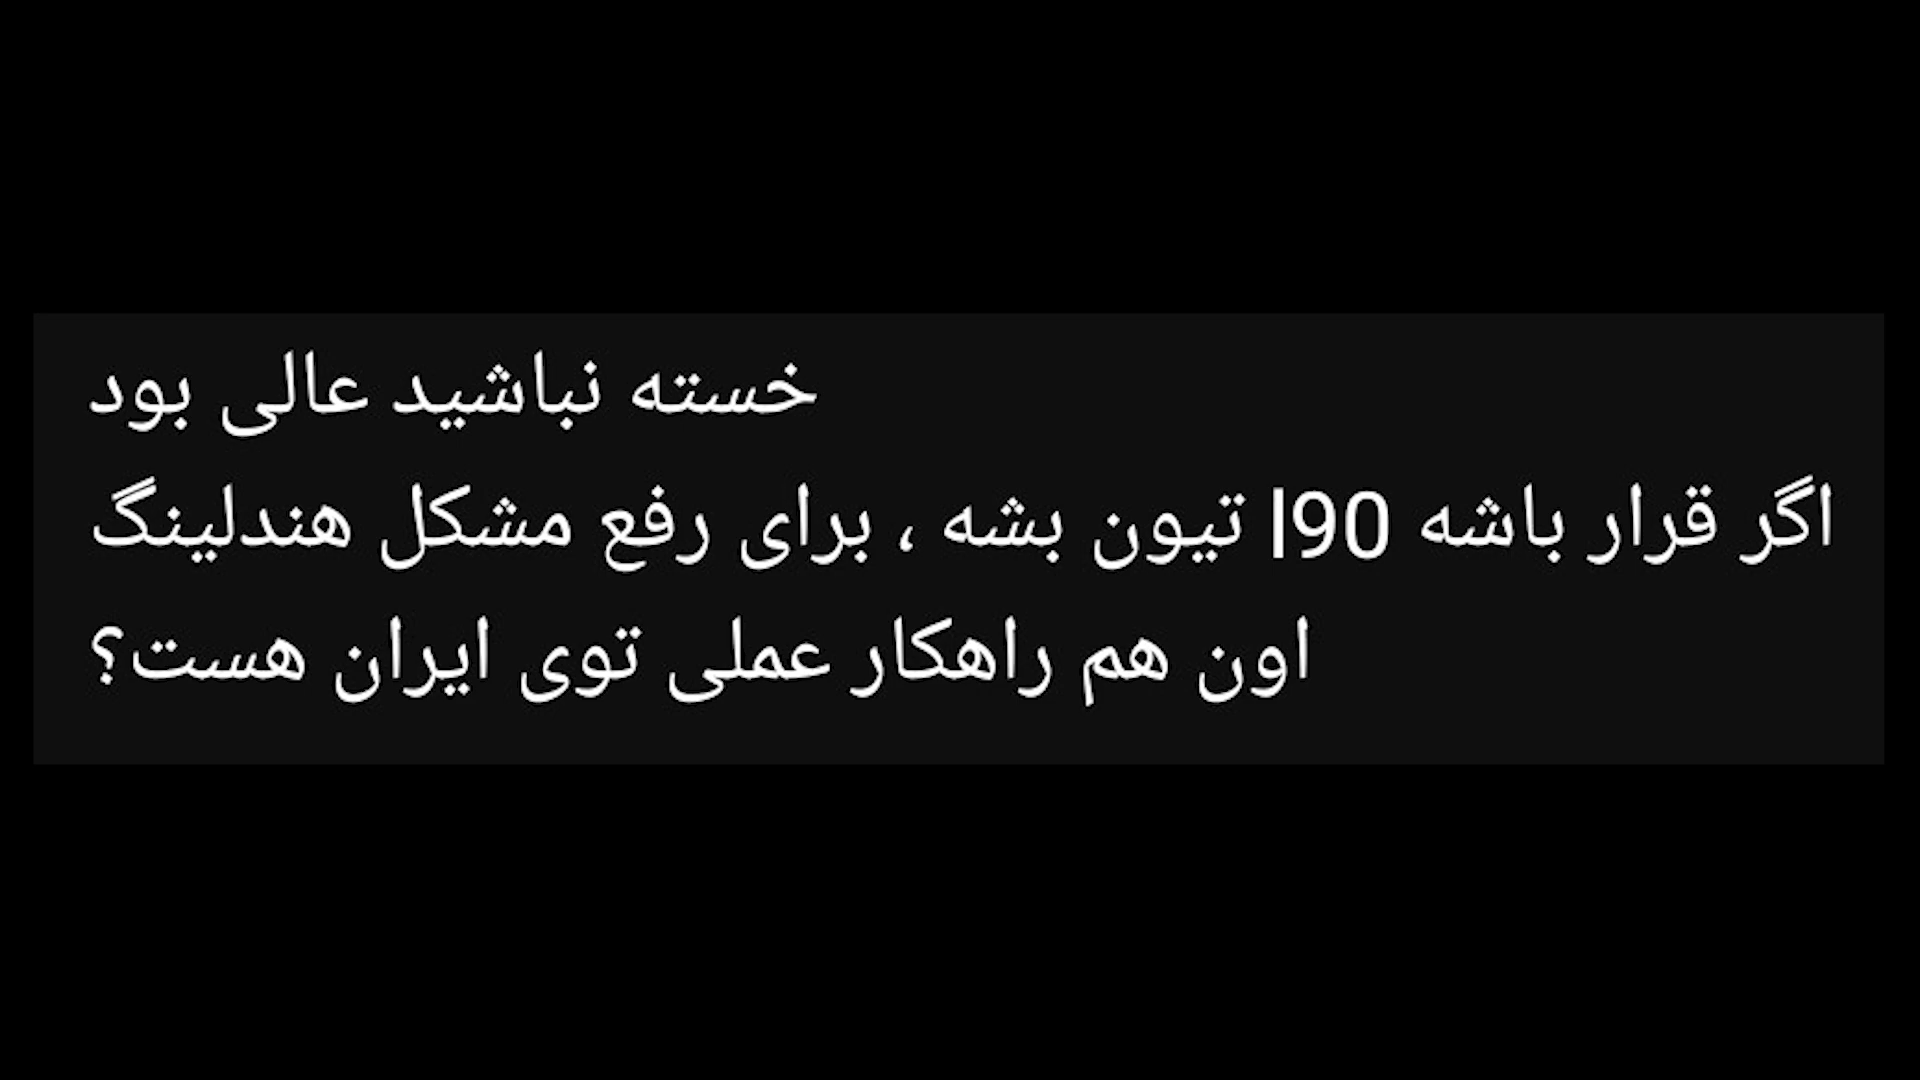 خسته نباشید عالی بود
اگر قرار باشه l90 تیون بشه ، برای رفع مشکل هندلینگ
اون هم راهکار عملی توی ایران هست؟